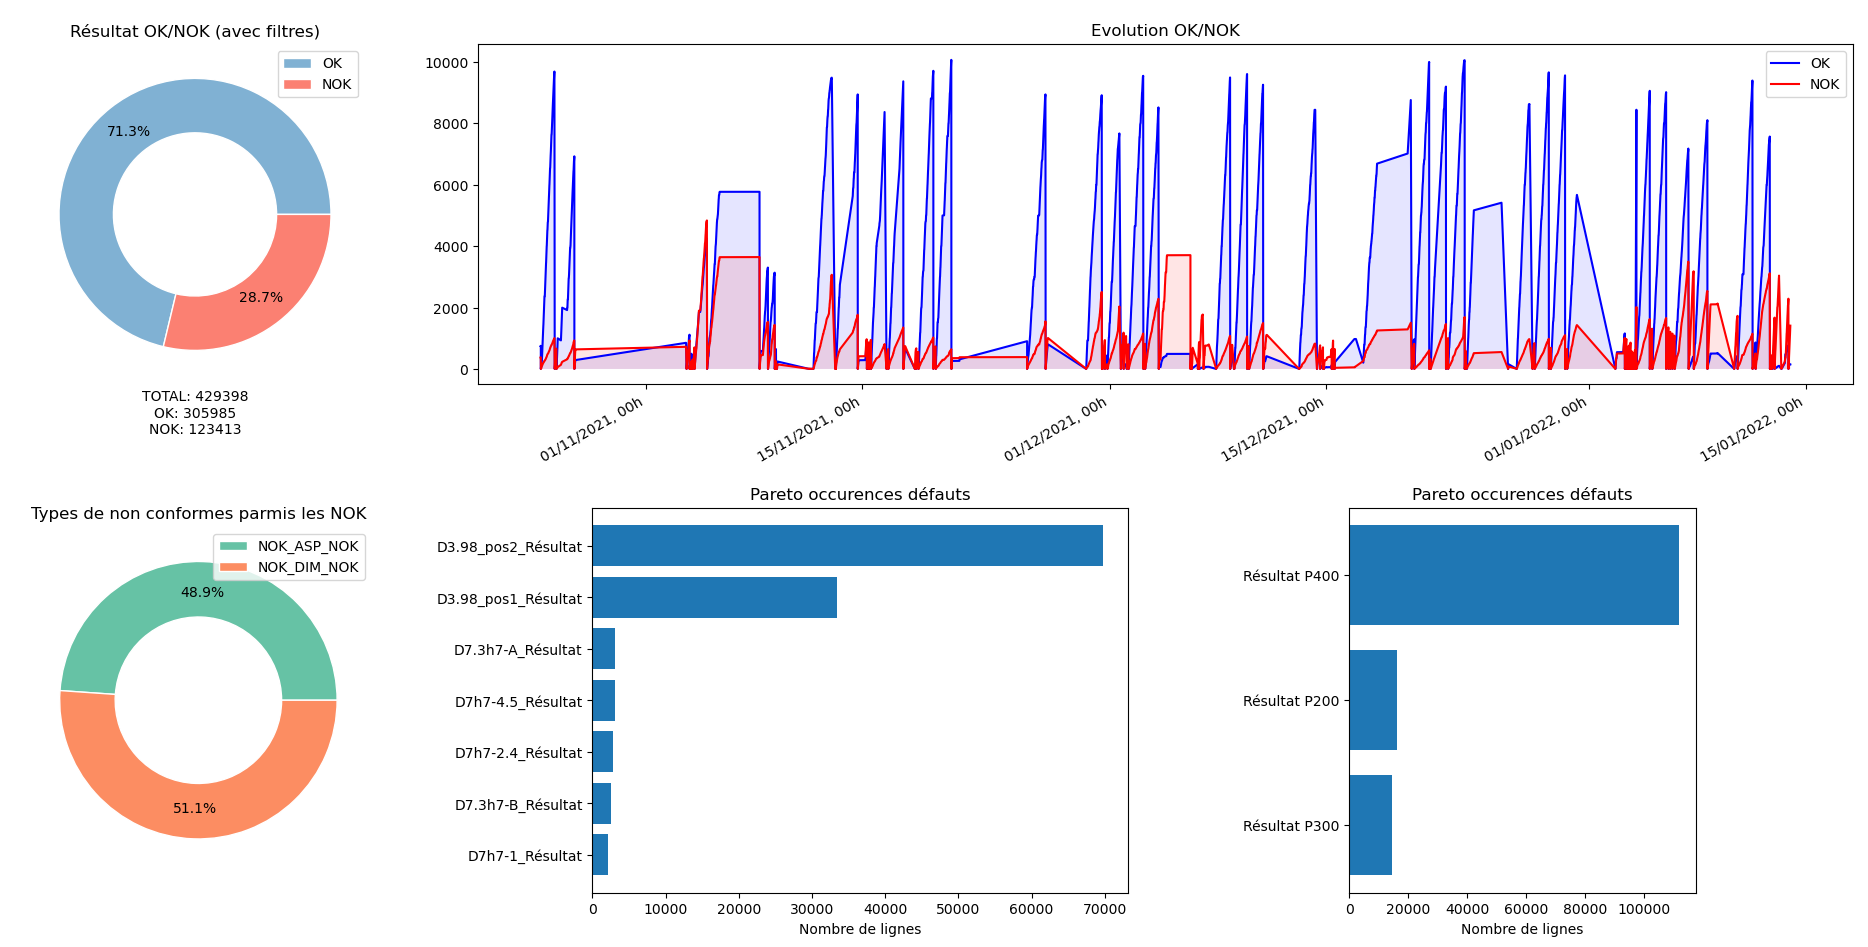 Résultat OK/NOK (avec filtres)
OK
NOK
71.3%
28.7%
TOTAL: 429398
OK: 305985
NOK: 123413
Evolution OK/NOK
OK
NOK
10000
8000
6000
4000
2000
0
01/11/2021, 00h
15/11/2021, 00h
01/12/2021, 00h
15/12/2021, 00h
01/01/2022, 00h
15/01/2022, 00h
Types de non conformes parmis les NOK
NOK_ASP_NOK
NOK_DIM_NOK
48.9%
51.1%
Pareto occurences défauts
D3.98_pos2_Résultat
D3.98_pos1_Résultat
D7.3h7-A_Résultat
D7h7-4.5_Résultat
D7h7-2.4_Résultat
D7.3h7-B_Résultat
D7h7-1_Résultat
0 10000 20000 30000 40000 50000 60000 70000
Nombre de lignes
Pareto occurences défauts
Résultat P400
Résultat P200
Résultat P300
0 20000 40000 60000 80000 100000
Nombre de lignes